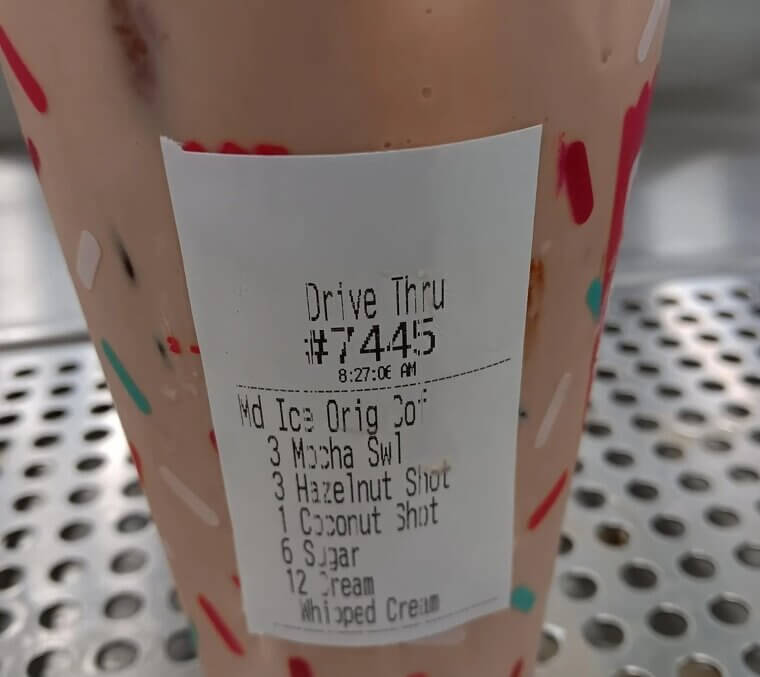 Drive Thru
#7445
8:27:06 AM
Md Ice Orig Cof
3 Mocha Swl
3 Hazelnut Shot
1 Coconut Shot
6 Sugar
12 Cream
Whipped Cream